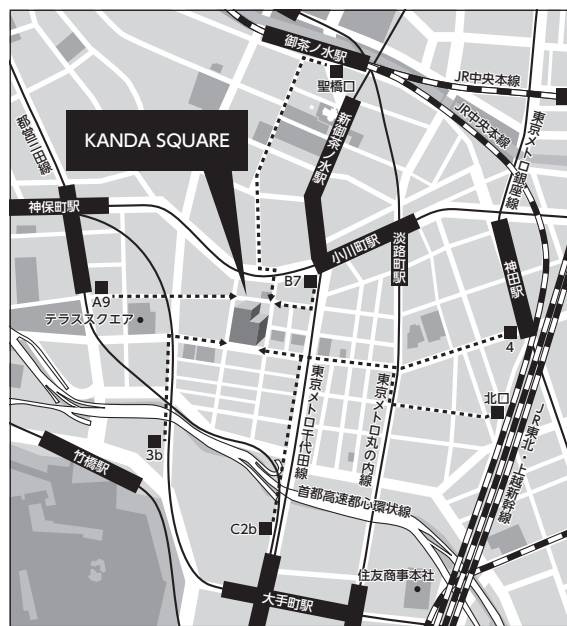 御茶ノ水駅
聖橋口
JR中央本線
JR中央本線
東京メトロ銀座線
都営三田線
KANDA SQUARE
新御茶ノ水駅
神保町駅
小川町駅
淡路町駅
神田駅
B7
A9
テラススクエア
4
北口
東京メトロ千代田線
東京メトロ丸の内線
JR東北・上越新幹線
3b
竹橋駅
首都高速都心環状線
C2b
住友商事本社
大手町駅